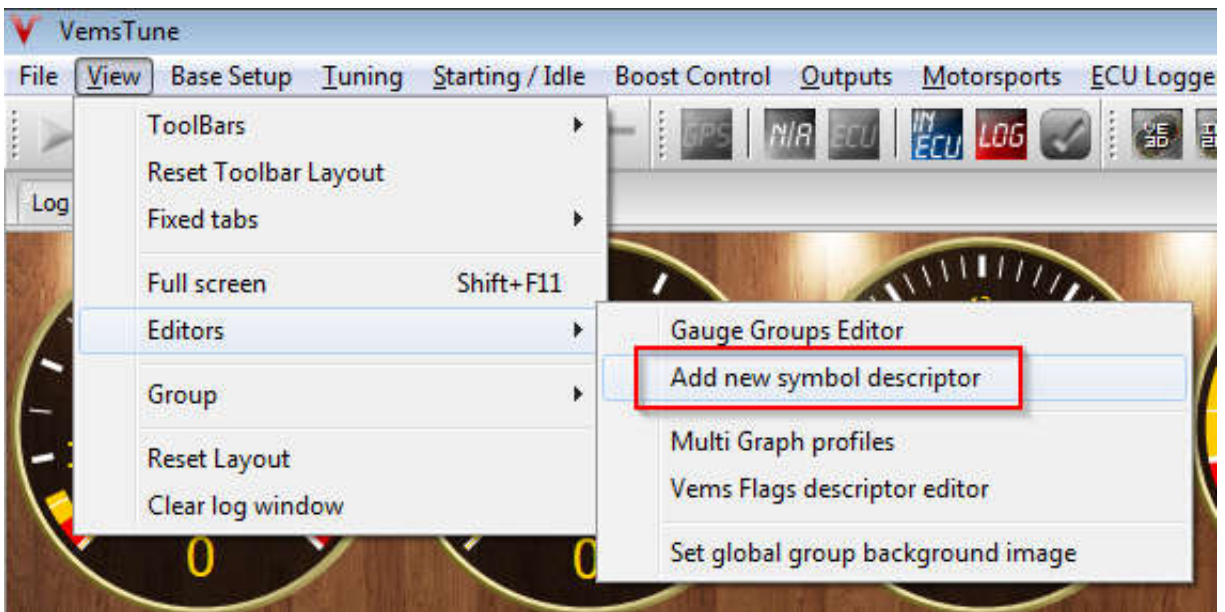 VemsTune
File View Base Setup Tuning Starting / Idle Boost Control Outputs Motorsports ECU Logge
GPS N/A ECU IN ECU LOG VE 3D
Log
ToolBars
Reset Toolbar Layout
Fixed tabs
Full screen Shift+F11
Editors
Group
Reset Layout
Clear log window
Gauge Groups Editor
Add new symbol descriptor
Multi Graph profiles
Vems Flags descriptor editor
Set global group background image
0
0